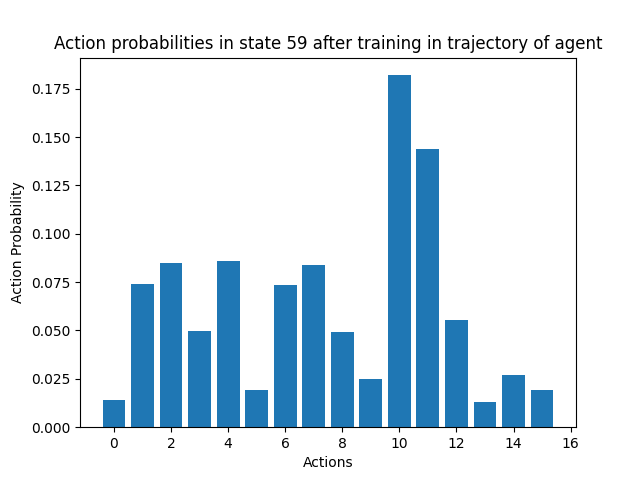 Action probabilities in state 59 after training in trajectory of agent
0.175
0.150
0.125
0.100
0.075
0.050
0.025
0.000
Action Probability
0 2 4 6 8 10 12 14 16
Actions